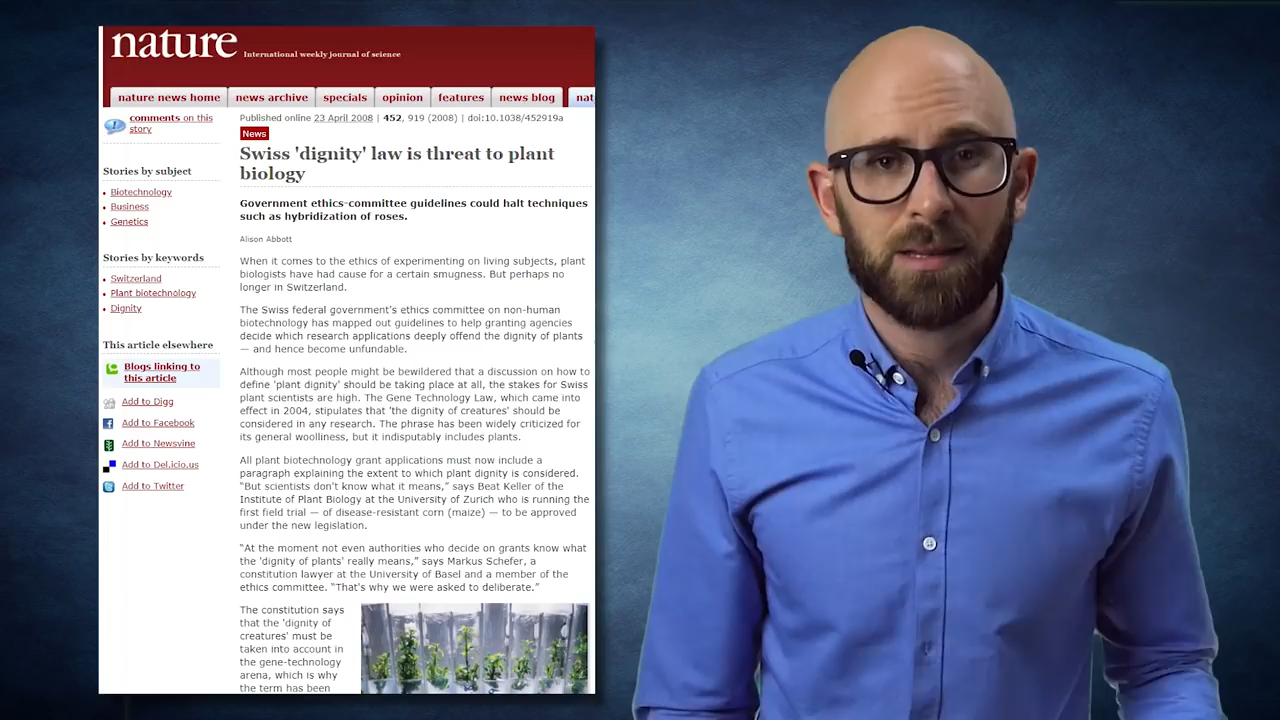 nature International weekly journal of science
nature news home news archive specials opinion features news blog nat
comments on this
story
Stories by subject
Biotechnology
Business
Genetics
Stories by keywords
Switzerland
Plant biotechnology
Dignity
This article elsewhere
Blogs linking to
this article
Add to Digg
Add to Facebook
Add to Newsvine
Add to Del.icio.us
Add to Twitter
Published online 23 April 2008 | 452, 919 (2008) | doi:10.1038/452919a
News
Swiss 'dignity' law is threat to plant
biology
Government ethics-committee guidelines could halt techniques
such as hybridization of roses.
Alison Abbott
When it comes to the ethics of experimenting on living subjects, plant
biologists have had cause for a certain smugness. But perhaps no
longer in Switzerland.
The Swiss federal government's ethics committee on non-human
biotechnology has mapped out guidelines to help granting agencies
decide which research applications deeply offend the dignity of plants
— and hence become unfundable.
Although most people might be bewildered that a discussion on how to
define 'plant dignity' should be taking place at all, the stakes for Swiss
plant scientists are high. The Gene Technology Law, which came into
effect in 2004, stipulates that 'the dignity of creatures' should be
considered in any research. The phrase has been widely criticized for
its general woolliness, but it indisputably includes plants.
All plant biotechnology grant applications must now include a
paragraph explaining the extent to which plant dignity is considered.
“But scientists don't know what it means,” says Beat Keller of the
Institute of Plant Biology at the University of Zurich who is running the
first field trial — of disease-resistant corn (maize) — to be approved
under the new legislation.
“At the moment not even authorities who decide on grants know what
the 'dignity of plants' really means,” says Markus Schefer, a
constitution lawyer at the University of Basel and a member of the
ethics committee. “That's why we were asked to deliberate.”
The constitution says
that the 'dignity of
creatures' must be
taken into account in
the gene-technology
arena, which is why
the term has been